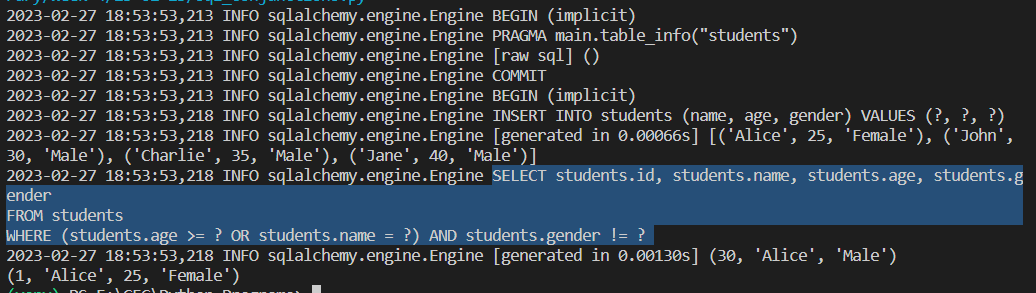 2023-02-27 18:53:53,213 INFO sqlalchemy.engine.Engine BEGIN (implicit)
2023-02-27 18:53:53,213 INFO sqlalchemy.engine.Engine PRAGMA main.table_info("students")
2023-02-27 18:53:53,213 INFO sqlalchemy.engine.Engine [raw sql] ()
2023-02-27 18:53:53,213 INFO sqlalchemy.engine.Engine COMMIT
2023-02-27 18:53:53,213 INFO sqlalchemy.engine.Engine BEGIN (implicit)
2023-02-27 18:53:53,218 INFO sqlalchemy.engine.Engine INSERT INTO students (name, age, gender) VALUES (?, ?, ?)
2023-02-27 18:53:53,218 INFO sqlalchemy.engine.Engine [generated in 0.00066s] [('Alice', 25, 'Female'), ('John',
30, 'Male'), ('Charlie', 35, 'Male'), ('Jane', 40, 'Male')]
2023-02-27 18:53:53,218 INFO sqlalchemy.engine.Engine SELECT students.id, students.name, students.age, students.g
ender
FROM students
WHERE (students.age >= ? OR students.name = ?) AND students.gender != ?
2023-02-27 18:53:53,218 INFO sqlalchemy.engine.Engine [generated in 0.00130s] (30, 'Alice', 'Male')
(1, 'Alice', 25, 'Female')